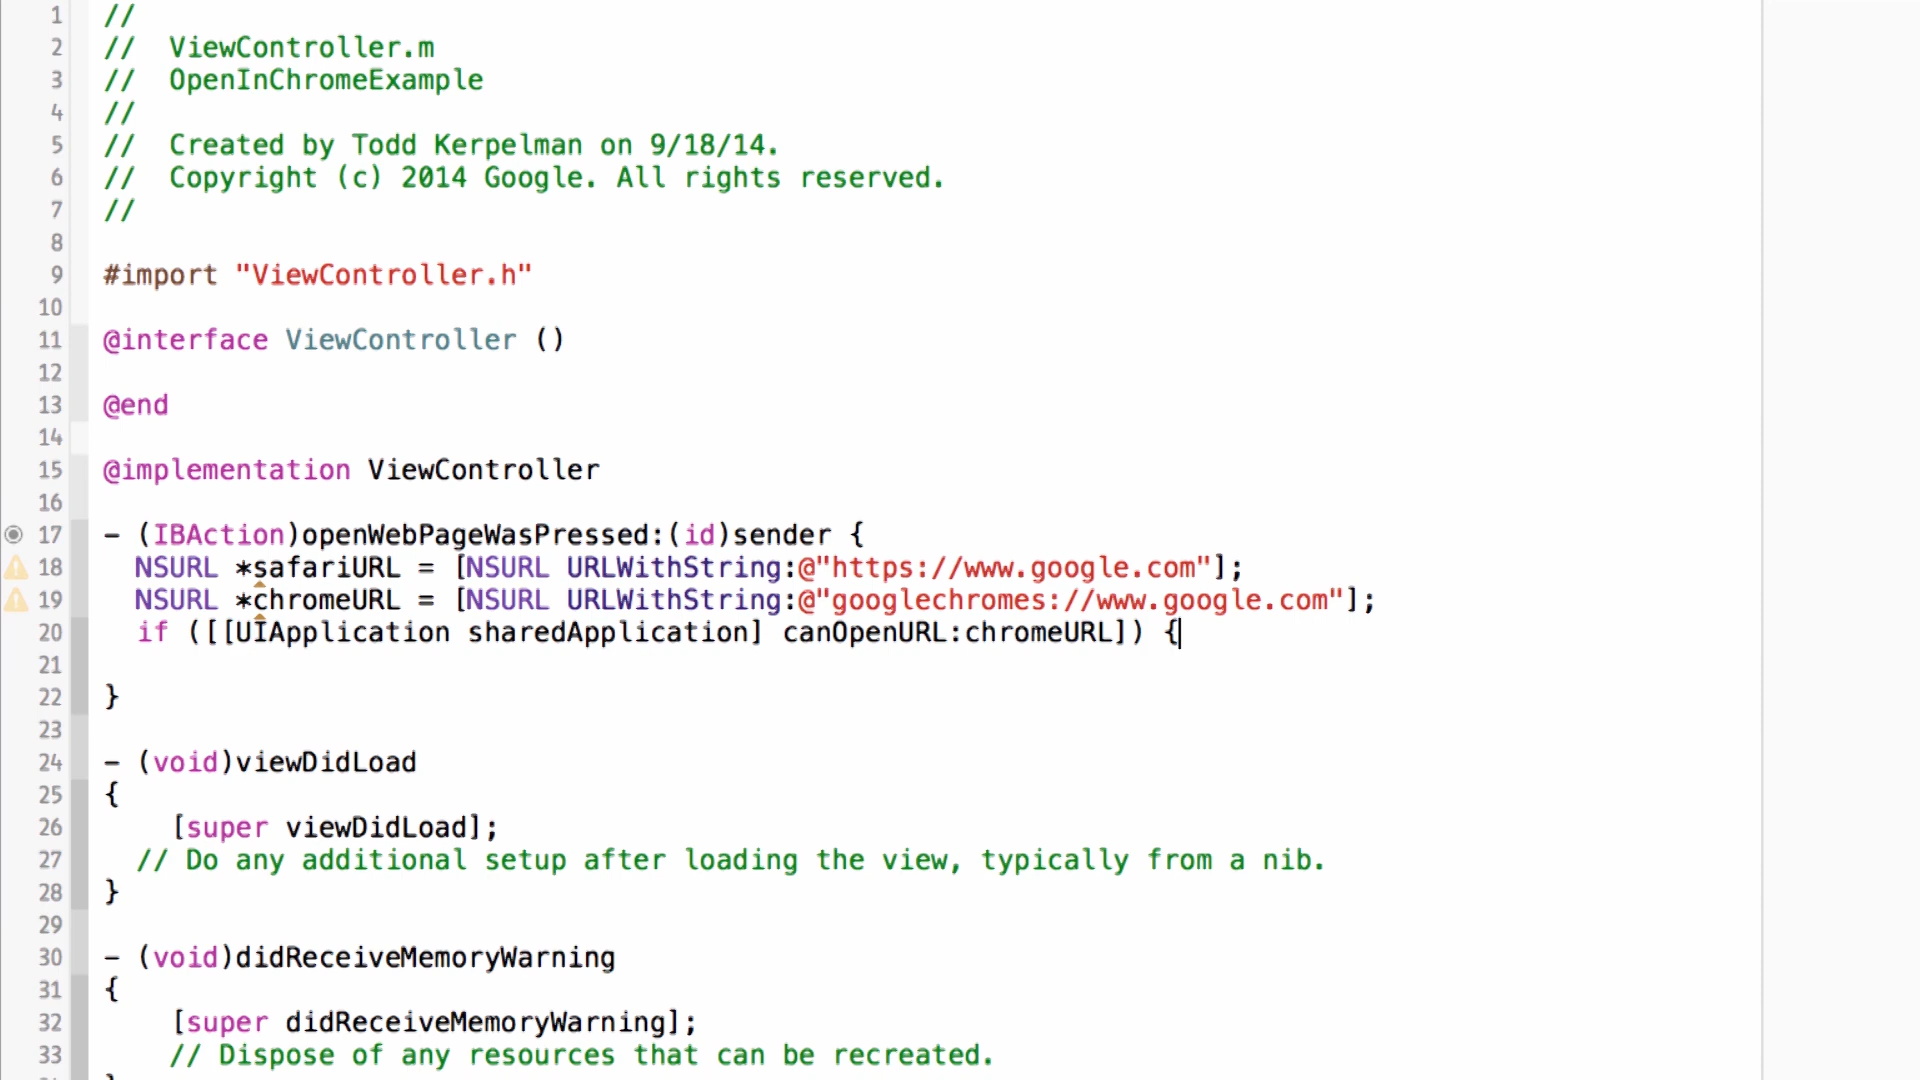 1 //
2 //  ViewController.m
3 //  OpenInChromeExample
4 //
5 //  Created by Todd Kerpelman on 9/18/14.
6 //  Copyright (c) 2014 Google. All rights reserved.
7 //
8
9 #import "ViewController.h"
10
11 @interface ViewController ()
12
13 @end
14
15 @implementation ViewController
16
17 - (IBAction)openWebPageWasPressed:(id)sender {
18   NSURL *safariURL = [NSURL URLWithString:@"https://www.google.com"];
19   NSURL *chromeURL = [NSURL URLWithString:@"googlechromes://www.google.com"];
20   if ([[UIApplication sharedApplication] canOpenURL:chromeURL]) {
21
22 }
23
24 - (void)viewDidLoad
25 {
26     [super viewDidLoad];
27   // Do any additional setup after loading the view, typically from a nib.
28 }
29
30 - (void)didReceiveMemoryWarning
31 {
32     [super didReceiveMemoryWarning];
33     // Dispose of any resources that can be recreated.